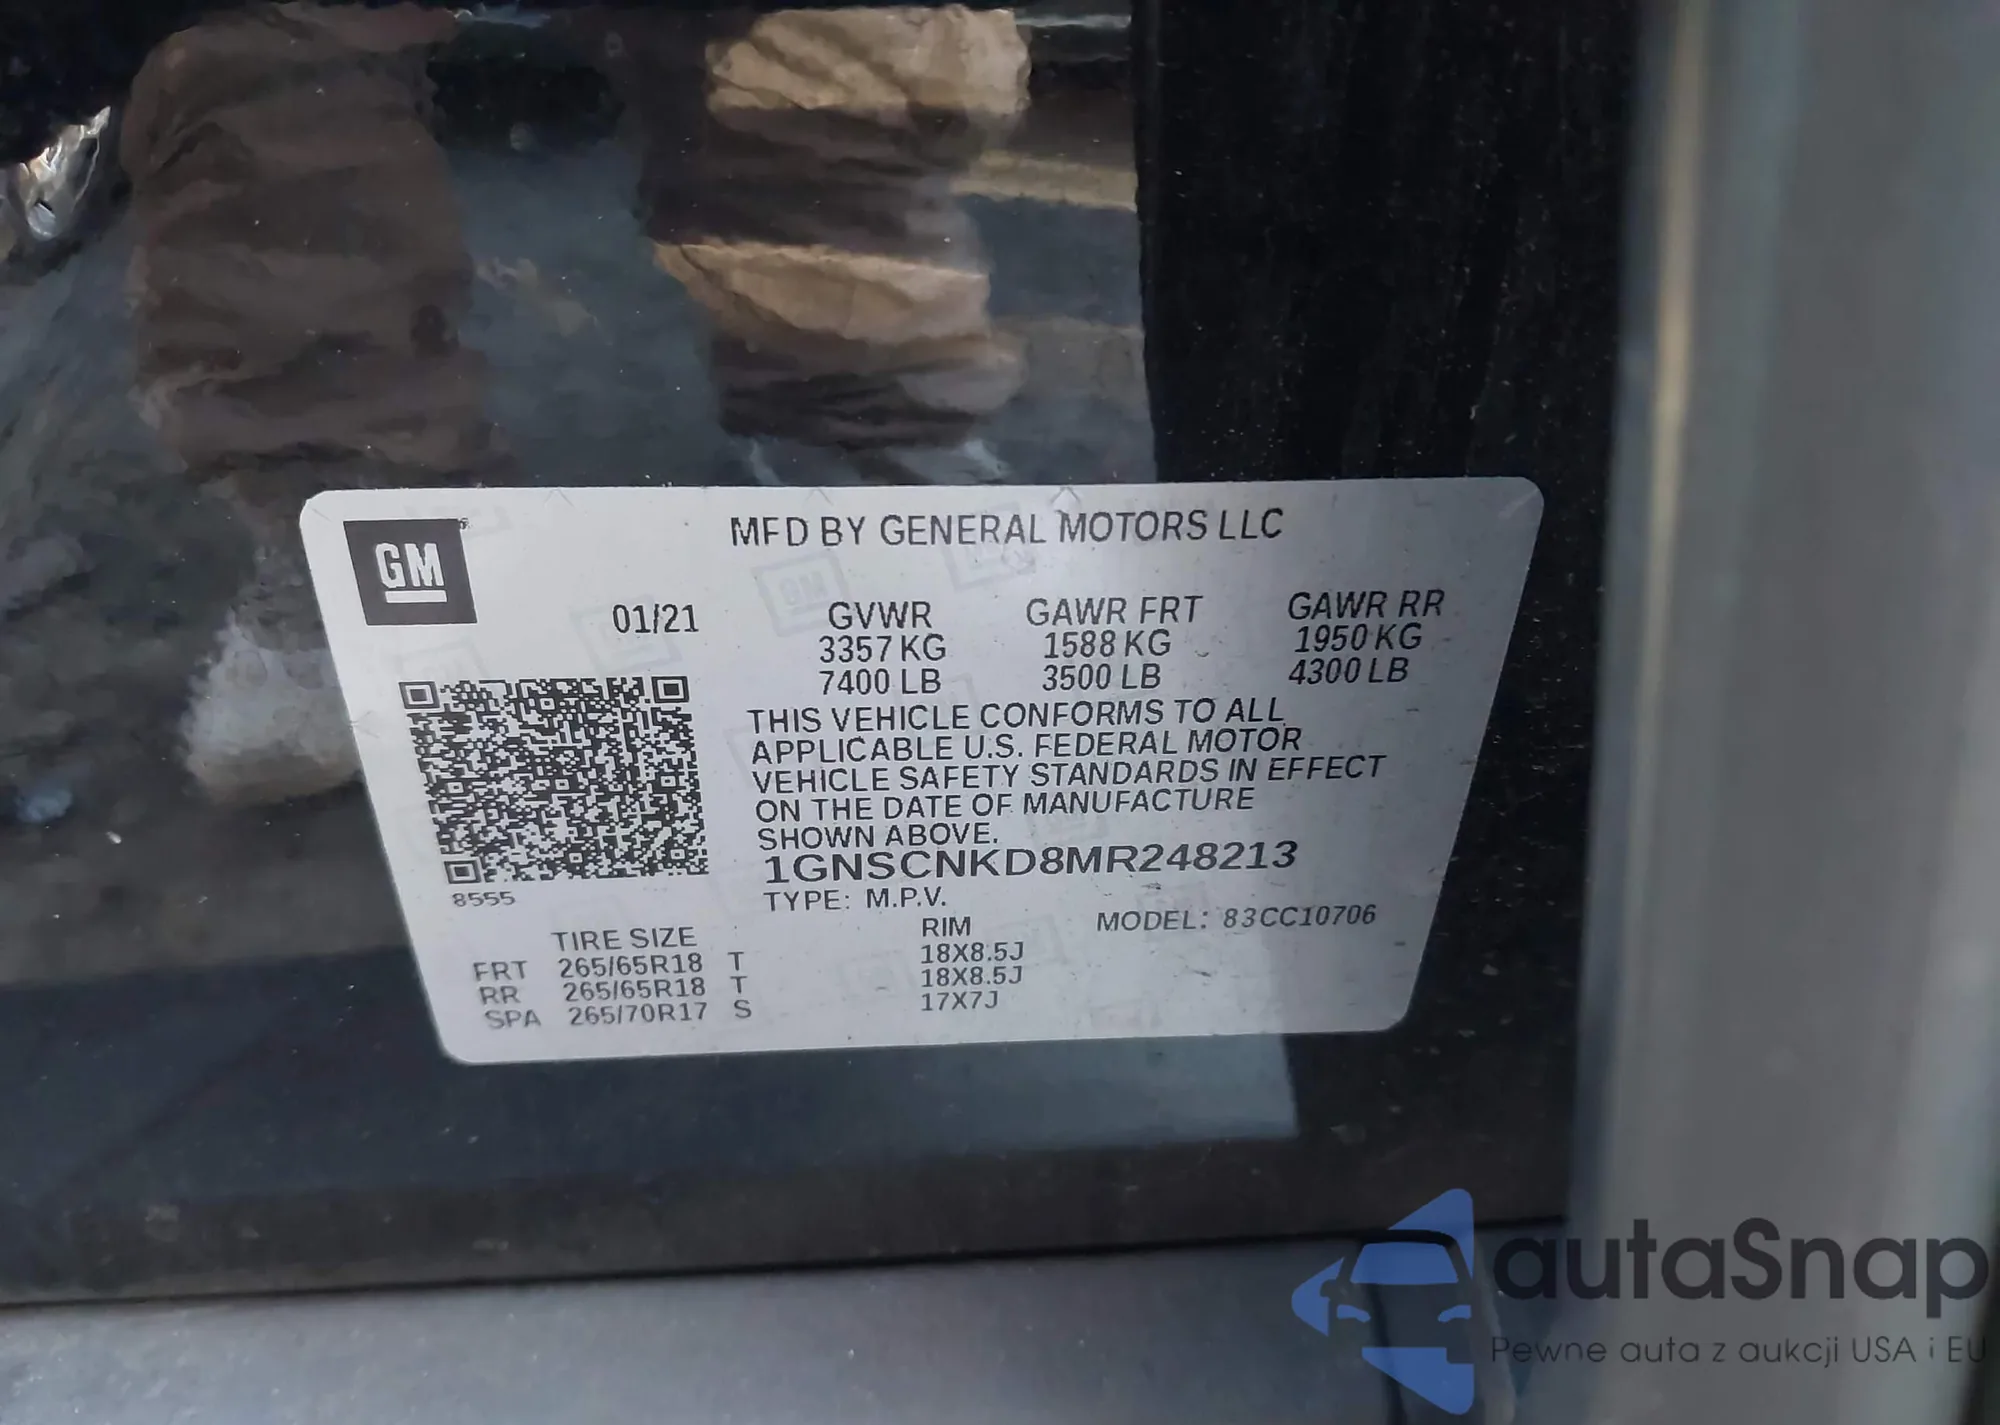 GM
MFD BY GENERAL MOTORS LLC
01/21 GVWR GAWR FRT GAWR RR
3357 KG 1588 KG 1950 KG
7400 LB 3500 LB 4300 LB
THIS VEHICLE CONFORMS TO ALL
APPLICABLE U.S. FEDERAL MOTOR
VEHICLE SAFETY STANDARDS IN EFFECT
ON THE DATE OF MANUFACTURE
SHOWN ABOVE.
1GNSCNKD8MR248213
8555
TYPE: M.P.V.
MODEL: 83CC10706
TIRE SIZE RIM
FRT 265/65R18 T 18X8.5J
RR 265/65R18 T 18X8.5J
SPA 265/70R17 S 17X7J
autaSnap
Pewne auta z aukcji USA i EU